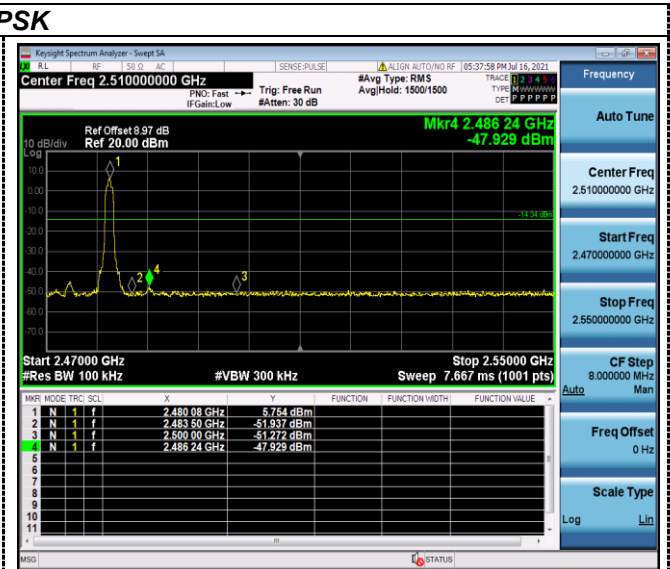 PSK
Keysight Spectrum Analyzer - Swept SA
RL RF 50 Ω AC SENSE:PULSE ALIGN AUTO/NO RF 05:37:58 PM Jul 16, 2021
Center Freq 2.510000000 GHz
PNO: Fast
IFGain:Low
Trig: Free Run
#Atten: 30 dB
#Avg Type: RMS
Avg|Hold: 1500/1500
TRACE 1 2 3 4 5 6
TYPE M W W W W W
DET P P P P P P
Frequency
Auto Tune
Center Freq
2.510000000 GHz
Start Freq
2.470000000 GHz
Stop Freq
2.550000000 GHz
CF Step
8.000000 MHz
Auto Man
Freq Offset
0 Hz
Scale Type
Log Lin
Mkr4 2.486 24 GHz
-47.929 dBm
Ref Offset 8.97 dB
10 dB/div Ref 20.00 dBm
Log
10.0
0.00
-10.0
-20.0
-30.0
-40.0
-50.0
-60.0
-70.0
1
2
4
3
-14.34 dBm
Start 2.47000 GHz Stop 2.55000 GHz
#Res BW 100 kHz #VBW 300 kHz Sweep 7.667 ms (1001 pts)
MKR MODE TRC SCL X Y FUNCTION FUNCTION WIDTH FUNCTION VALUE
1 N 1 f 2.480 08 GHz 5.754 dBm
2 N 1 f 2.483 50 GHz -51.937 dBm
3 N 1 f 2.500 00 GHz -51.272 dBm
4 N 1 f 2.486 24 GHz -47.929 dBm
5
6
7
8
9
10
11
MSG STATUS